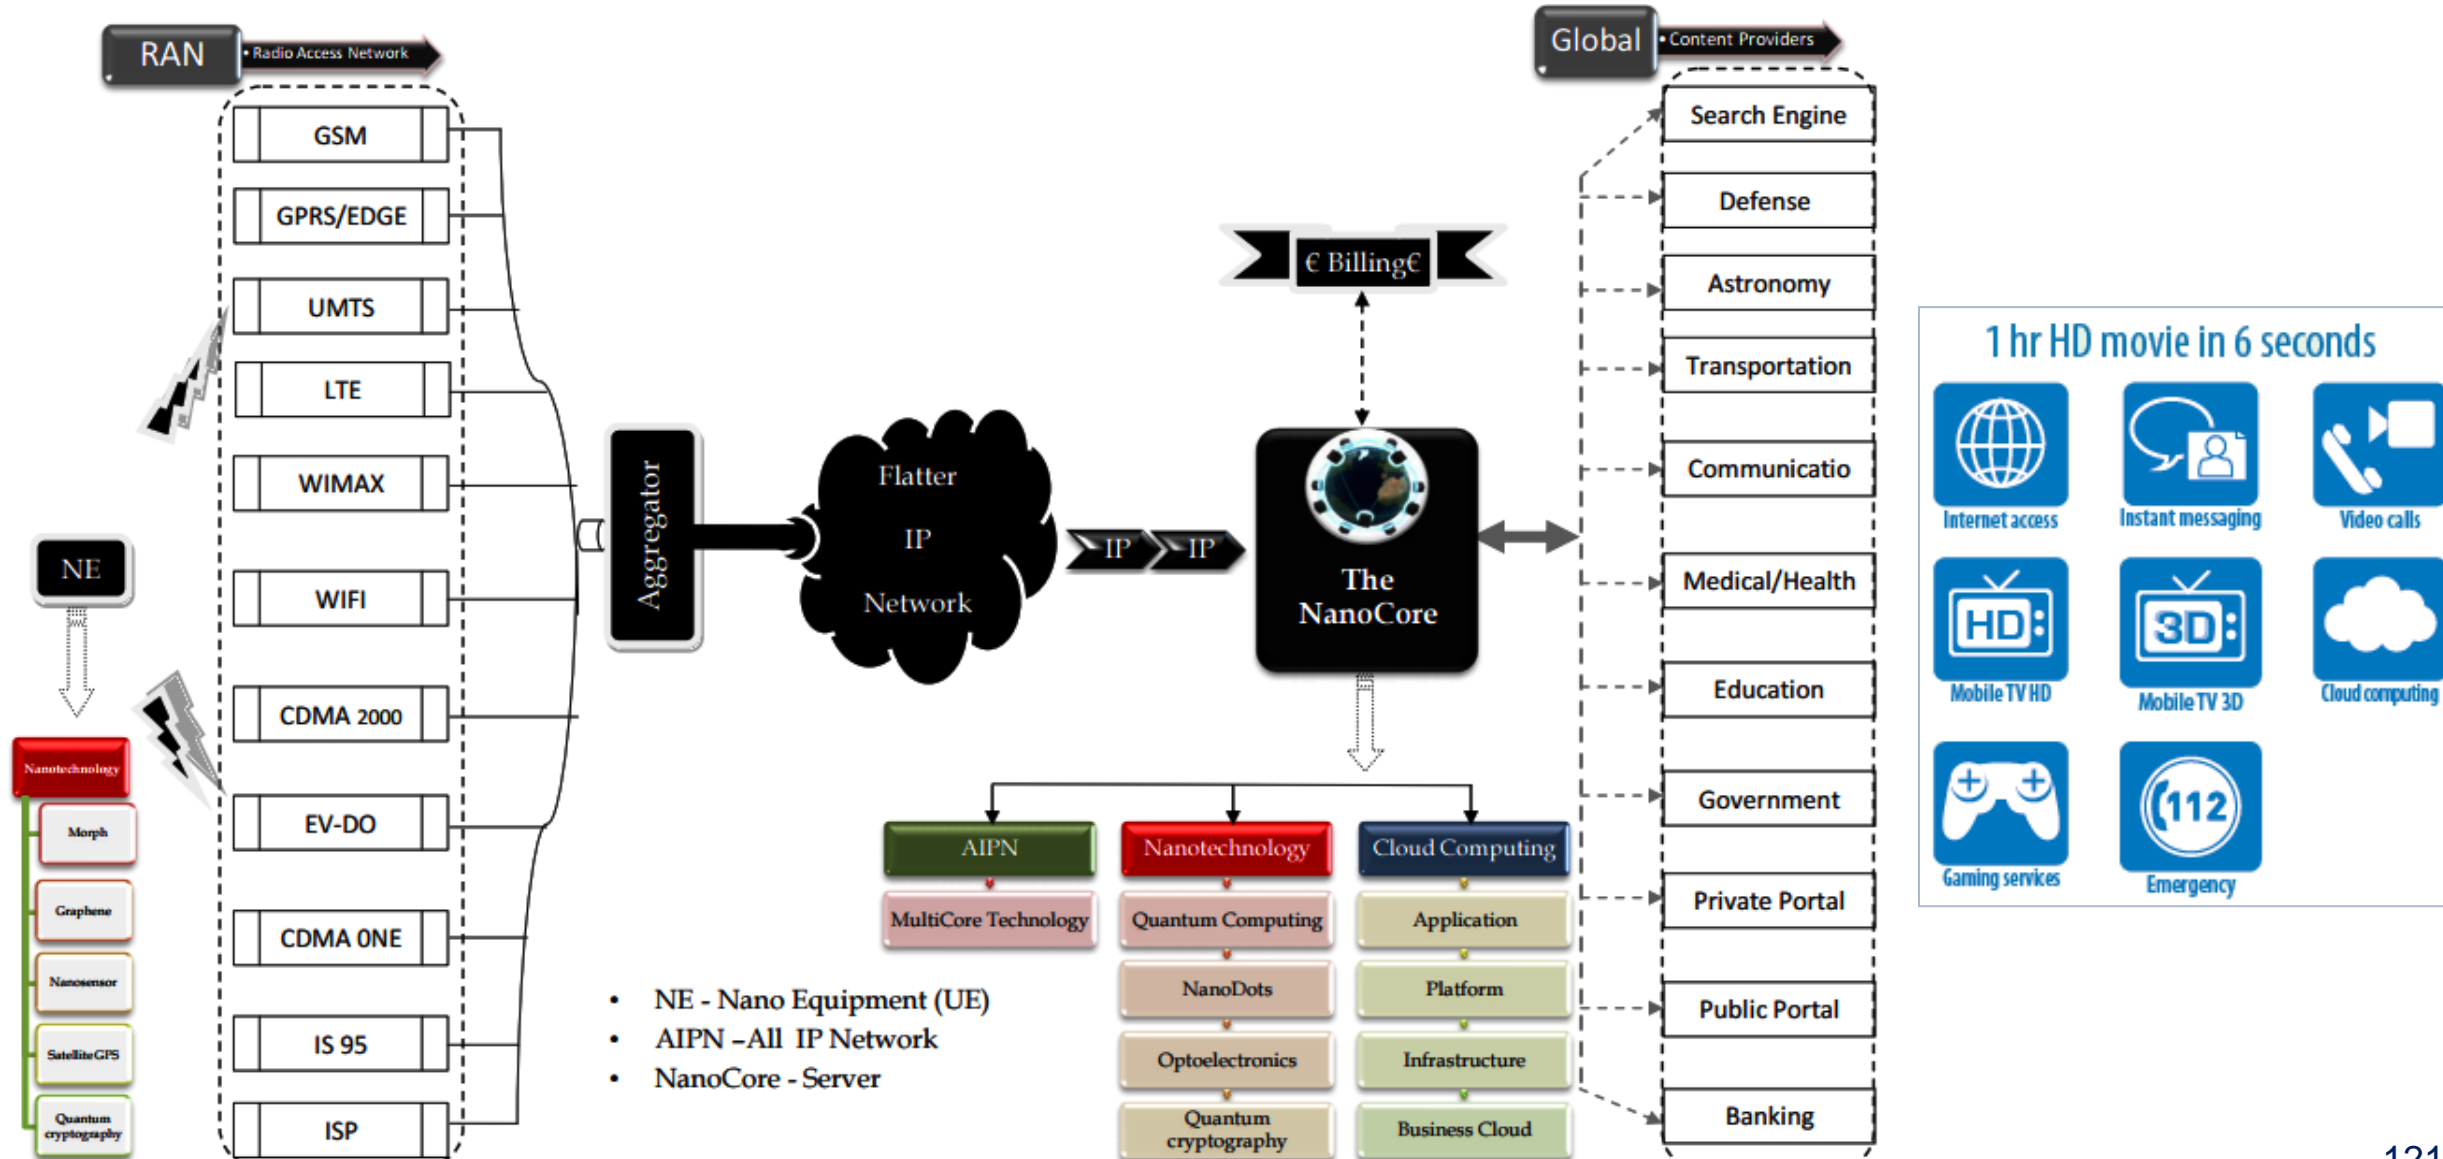 RAN
• Radio Access Network
GSM
GPRS/EDGE
UMTS
LTE
WIMAX
WIFI
CDMA 2000
EV-DO
CDMA 0NE
IS 95
ISP
NE
Nanotechnology
Morph
Graphene
Nanosensor
SatelliteGPS
Quantum
cryptography
Aggregator
Flatter
IP
Network
IP
IP
€ Billing€
The
NanoCore
AIPN
MultiCore Technology
Nanotechnology
Quantum Computing
NanoDots
Optoelectronics
Quantum
cryptography
Cloud Computing
Application
Platform
Infrastructure
Business Cloud
• NE - Nano Equipment (UE)
• AIPN –All IP Network
• NanoCore - Server
Global
• Content Providers
Search Engine
Defense
Astronomy
Transportation
Communicatio
Medical/Health
Education
Government
Private Portal
Public Portal
Banking
1 hr HD movie in 6 seconds
Internet access
Instant messaging
Video calls
HD
Mobile TV HD
3D
Mobile TV 3D
Cloud computing
Gaming services
112
Emergency
121